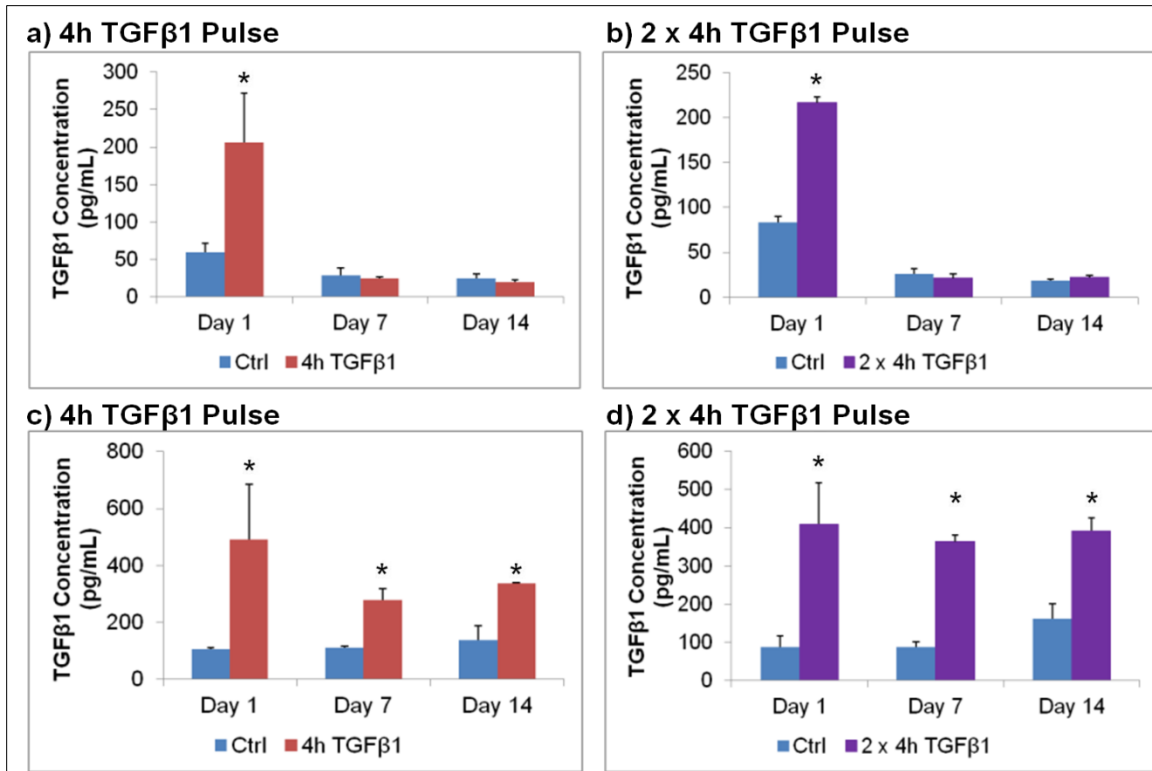 a) 4h TGFβ1 Pulse
TGFβ1 Concentration
(pg/mL)
300
250
200
150
100
50
0
*
Day 1 Day 7 Day 14
Ctrl 4h TGFβ1
b) 2 x 4h TGFβ1 Pulse
TGFβ1 Concentration
(pg/mL)
250
200
150
100
50
0
*
Day 1 Day 7 Day 14
Ctrl 2 x 4h TGFβ1
c) 4h TGFβ1 Pulse
TGFβ1 Concentration
(pg/mL)
800
600
400
200
0
* * *
Day 1 Day 7 Day 14
Ctrl 4h TGFβ1
d) 2 x 4h TGFβ1 Pulse
TGFβ1 Concentration
(pg/mL)
600
500
400
300
200
100
0
* * *
Day 1 Day 7 Day 14
Ctrl 2 x 4h TGFβ1